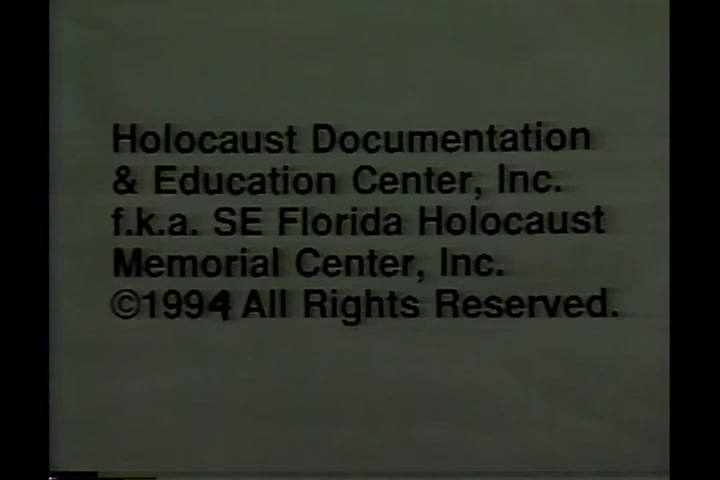 Holocaust Documentation
& Education Center, Inc.
f.k.a. SE Florida Holocaust
Memorial Center, Inc.
©1994 All Rights Reserved.